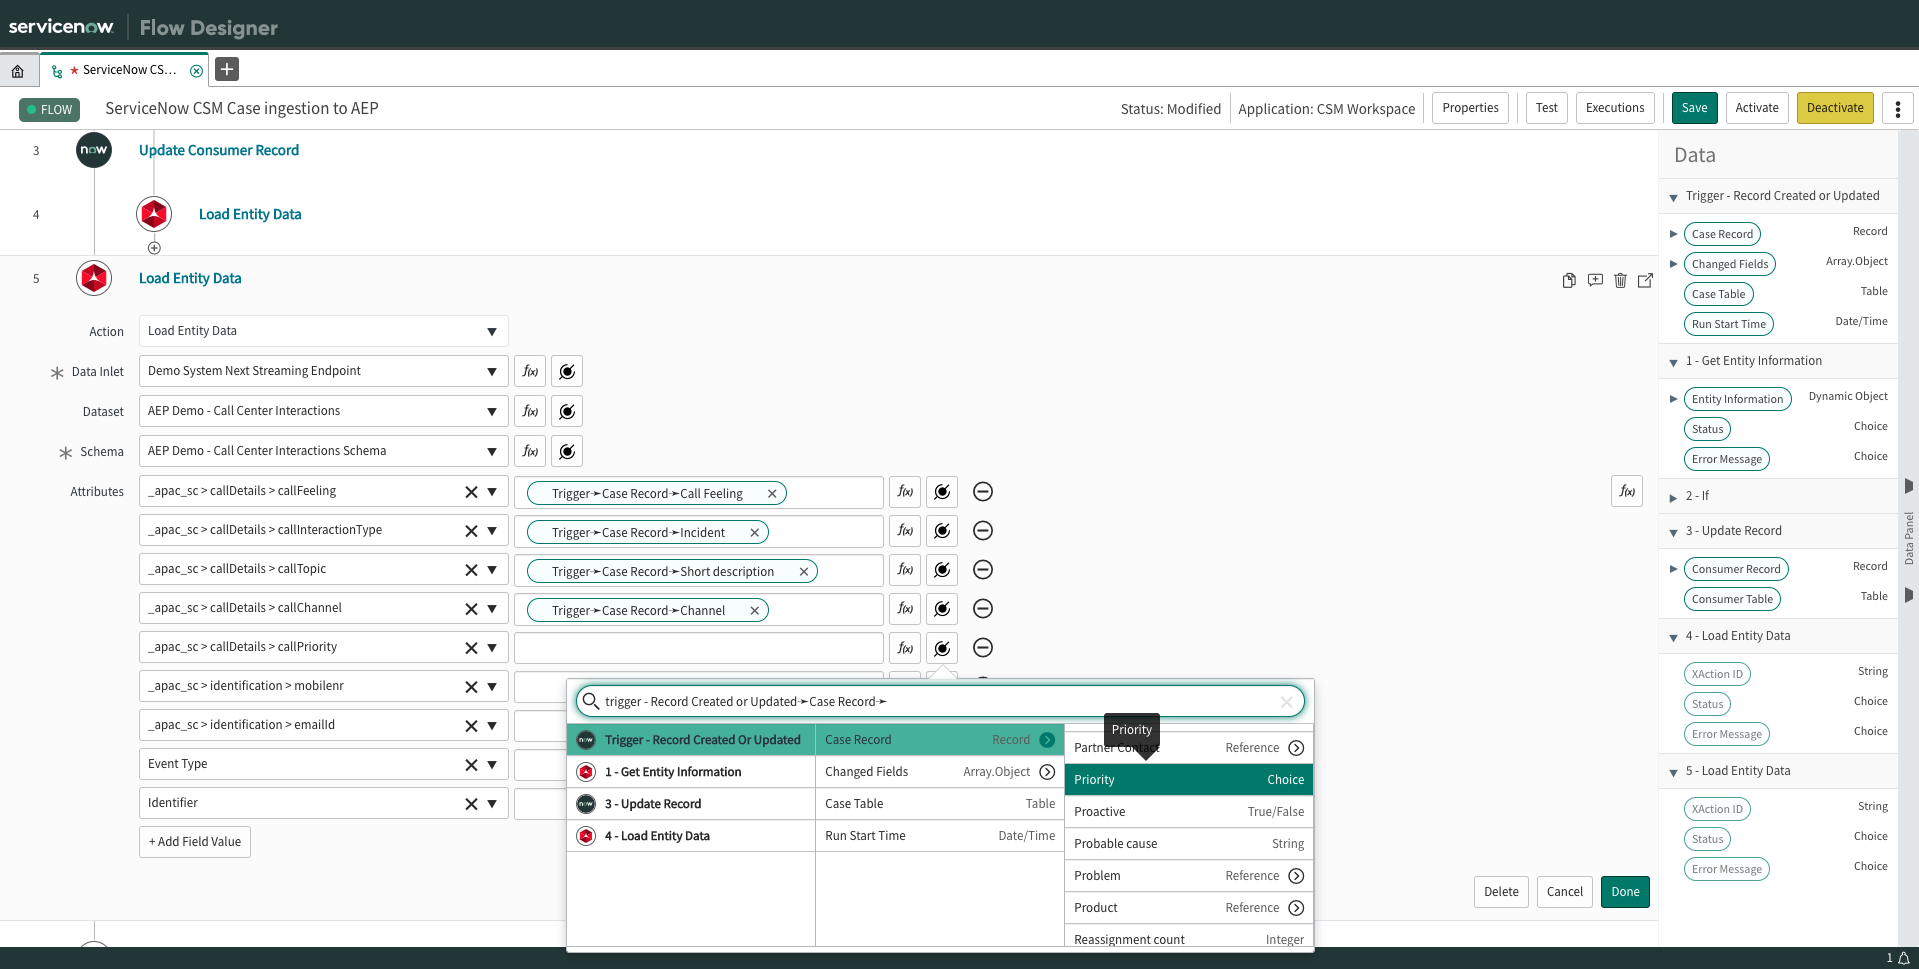 servicenow
Flow Designer
* ServiceNow CS...
FLOW
ServiceNow CSM Case ingestion to AEP
Status: Modified
Application: CSM Workspace
Properties
Test
Executions
Save
Activate
Deactivate
3
now
Update Consumer Record
4
Load Entity Data
5
Load Entity Data
Action
Load Entity Data
Data Inlet
Demo System Next Streaming Endpoint
f(x)
Dataset
AEP Demo - Call Center Interactions
f(x)
Schema
AEP Demo - Call Center Interactions Schema
f(x)
Attributes
_apac_sc > callDetails > callFeeling
Trigger➛Case Record➛Call Feeling
f(x)
f(x)
_apac_sc > callDetails > callInteractionType
Trigger➛Case Record➛Incident
f(x)
_apac_sc > callDetails > callTopic
Trigger➛Case Record➛Short description
f(x)
_apac_sc > callDetails > callChannel
Trigger➛Case Record➛Channel
f(x)
_apac_sc > callDetails > callPriority
f(x)
_apac_sc > identification > mobilenr
_apac_sc > identification > emailId
Event Type
Identifier
+ Add Field Value
trigger - Record Created or Updated➛Case Record➛
now
Trigger - Record Created Or Updated
1 - Get Entity Information
now
3 - Update Record
4 - Load Entity Data
Case Record Record
Changed Fields Array.Object
Case Table Table
Run Start Time Date/Time
Priority
Partner Contact Reference
Priority Choice
Proactive True/False
Probable cause String
Problem Reference
Product Reference
Reassignment count Integer
Delete
Cancel
Done
Data
Trigger - Record Created or Updated
Case Record Record
Changed Fields Array.Object
Case Table Table
Run Start Time Date/Time
1 - Get Entity Information
Entity Information Dynamic Object
Status Choice
Error Message Choice
2 - If
3 - Update Record
Consumer Record Record
Consumer Table Table
4 - Load Entity Data
XAction ID String
Status Choice
Error Message Choice
5 - Load Entity Data
XAction ID String
Status Choice
Error Message Choice
Data Panel
1